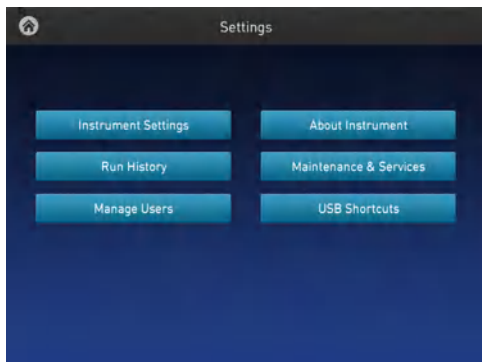 Settings
Instrument Settings
About Instrument
Run History
Maintenance & Services
Manage Users
USB Shortcuts